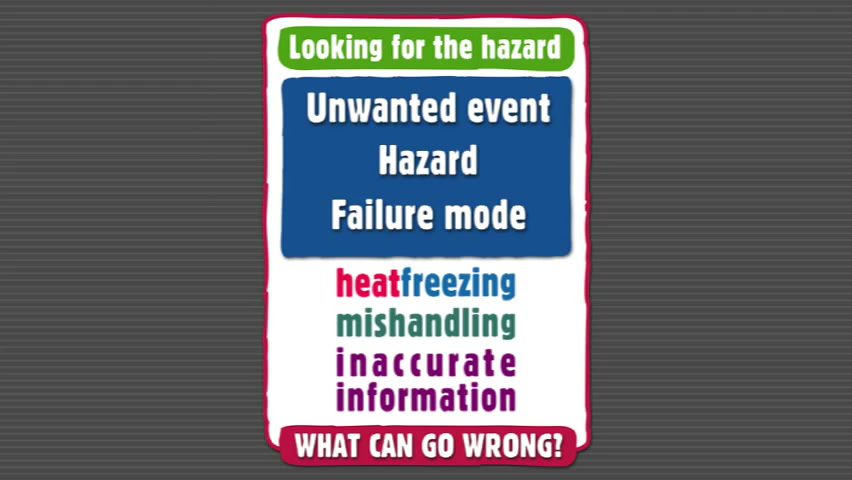 Looking for the hazard
Unwanted event
Hazard
Failure mode
heatfreezing
mishandling
inaccurate
information
WHAT CAN GO WRONG?